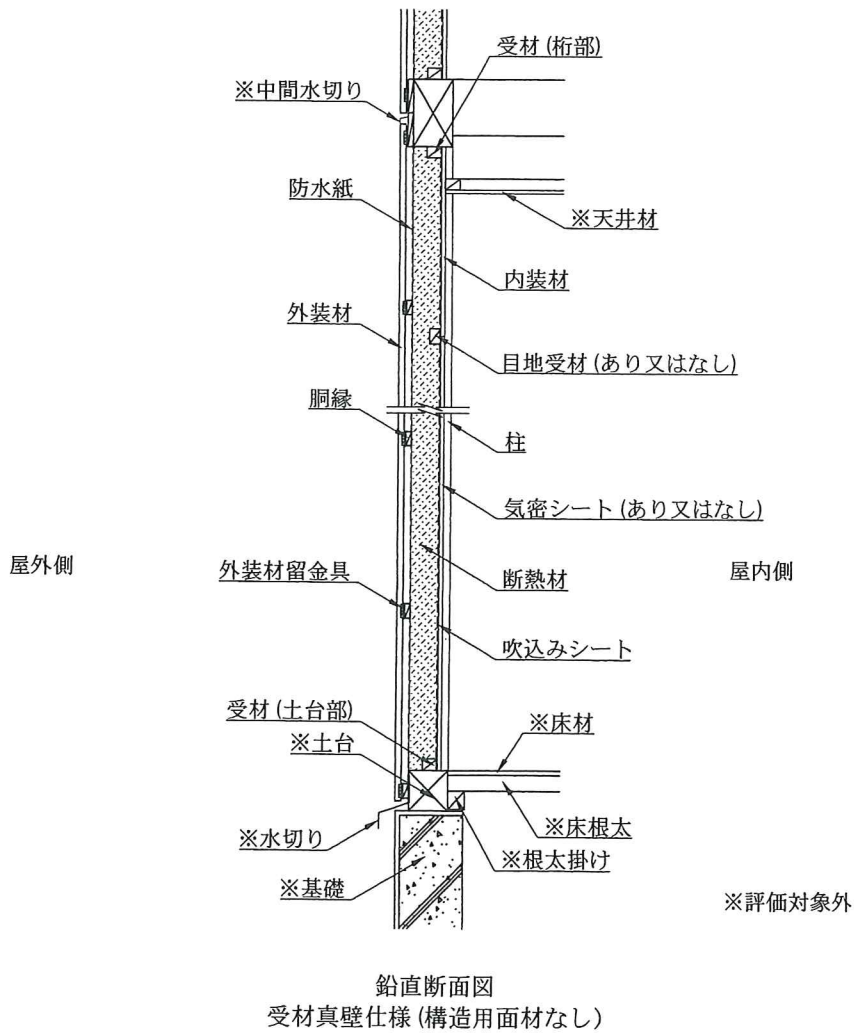 受材 (桁部)
※中間水切り
防水紙
※天井材
内装材
外装材
目地受材 (あり又はなし)
胴縁
柱
気密シート (あり又はなし)
屋外側
外装材留金具
断熱材
屋内側
吹込みシート
受材 (土台部)
※床材
※土台
※床根太
※水切り
※根太掛け
※基礎
※評価対象外
鉛直断面図
受材真壁仕様 (構造用面材なし)